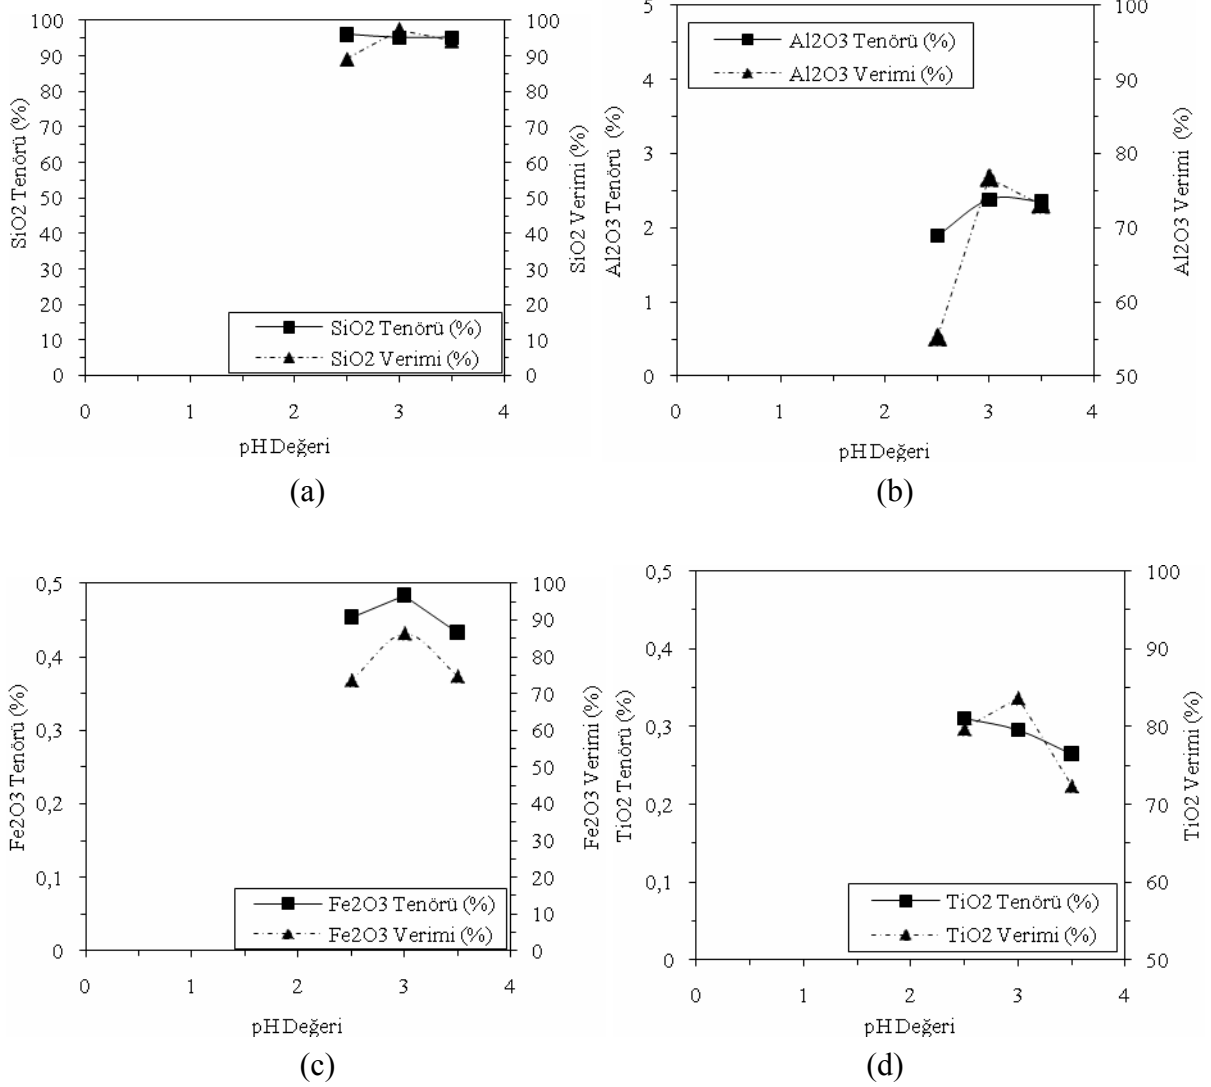 100
90
80
70
60
50
40
30
20
10
0
SiO2 Tenörü (%)
100
90
80
70
60
50
40
30
20
10
0
SiO2 Verimi (%)
SiO2 Tenörü (%)
SiO2 Verimi (%)
0 1 2 3 4
pH Değeri
(a)
5
4
3
2
1
0
Al2O3 Tenörü (%)
100
90
80
70
60
50
Al2O3 Verimi (%)
Al2O3 Tenörü (%)
Al2O3 Verimi (%)
0 1 2 3 4
pH Değeri
(b)
0,5
0,4
0,3
0,2
0,1
0
Fe2O3 Tenörü (%)
100
90
80
70
60
50
40
30
20
10
0
Fe2O3 Verimi (%)
Fe2O3 Tenörü (%)
Fe2O3 Verimi (%)
0 1 2 3 4
pH Değeri
(c)
0,5
0,4
0,3
0,2
0,1
0
TiO2 Tenörü (%)
100
90
80
70
60
50
TiO2 Verimi (%)
TiO2 Tenörü (%)
TiO2 Verimi (%)
0 1 2 3 4
pH Değeri
(d)